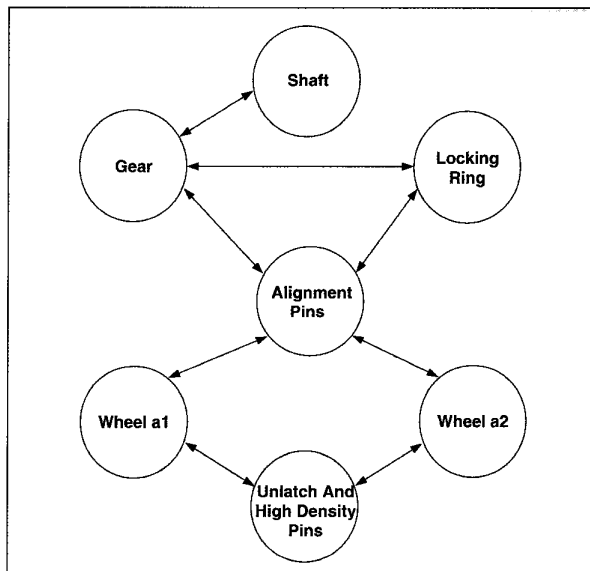 Shaft
Gear
Locking
Ring
Alignment
Pins
Wheel a1
Wheel a2
Unlatch And
High Density
Pins